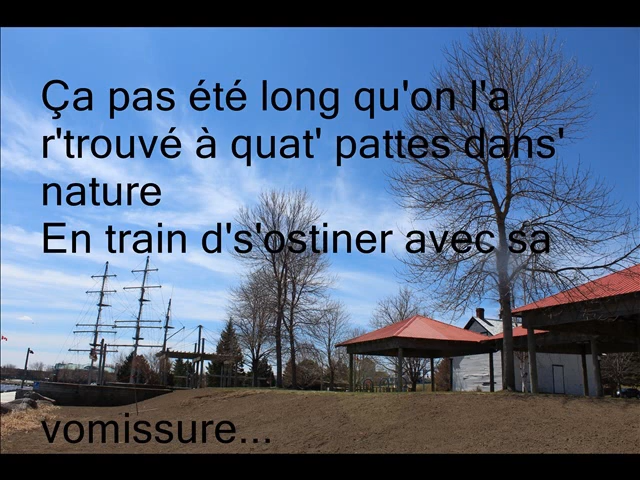 Ça pas été long qu'on l'a
r'trouvé à quat' pattes dans'
nature
En train d's'ostiner avec sa
vomissure...